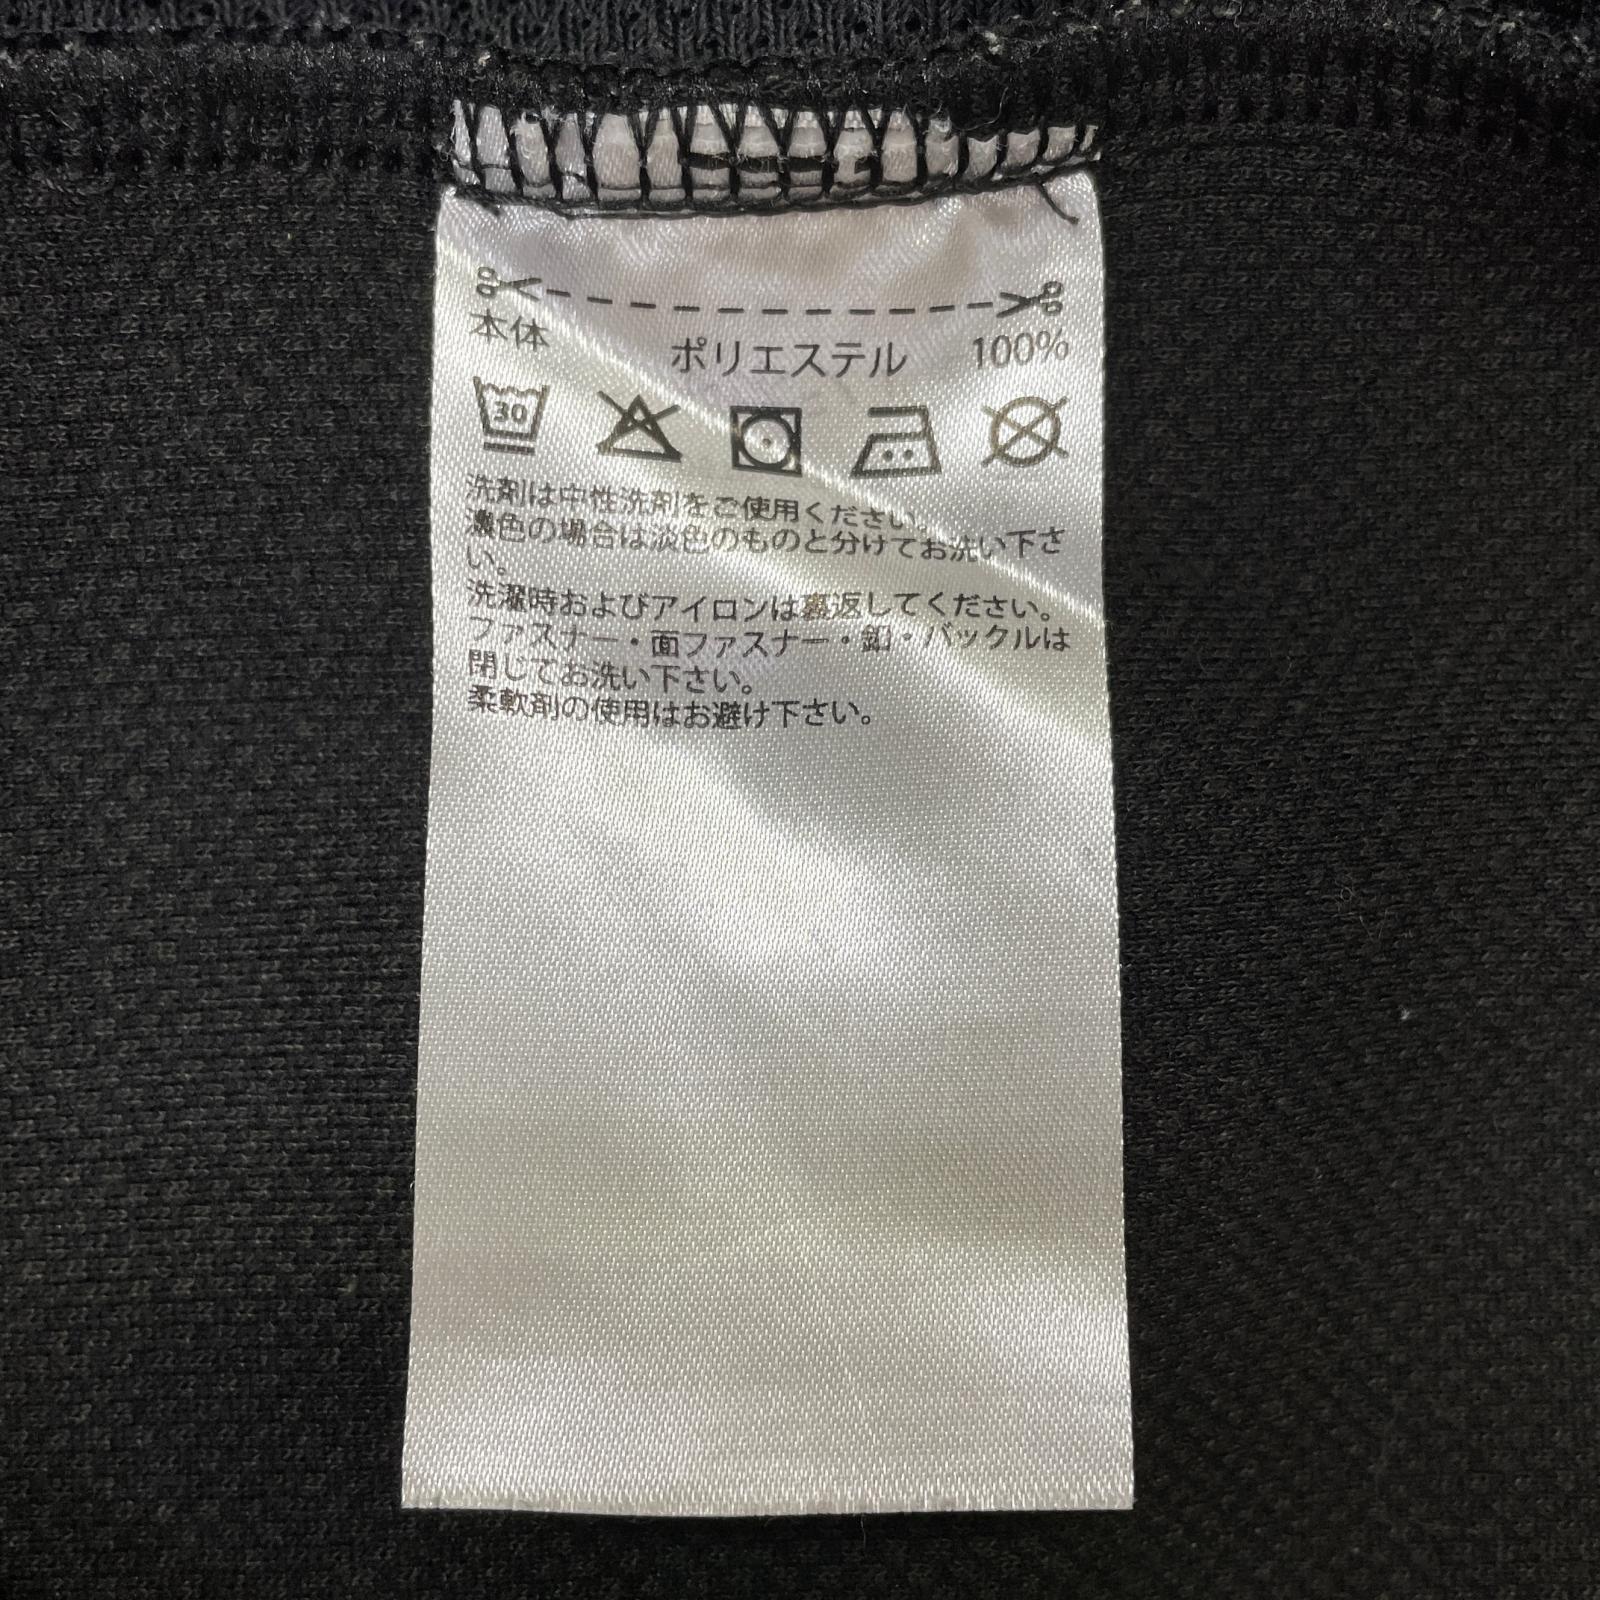 本体 ポリエステル 100%
30
洗剤は中性洗剤をご使用ください。
濃色の場合は淡色のものと分けてお洗い下さ
い。
洗濯時およびアイロンは裏返してください。
ファスナー・面ファスナー・釦・バックルは
閉じてお洗い下さい。
柔軟剤の使用はお避け下さい。